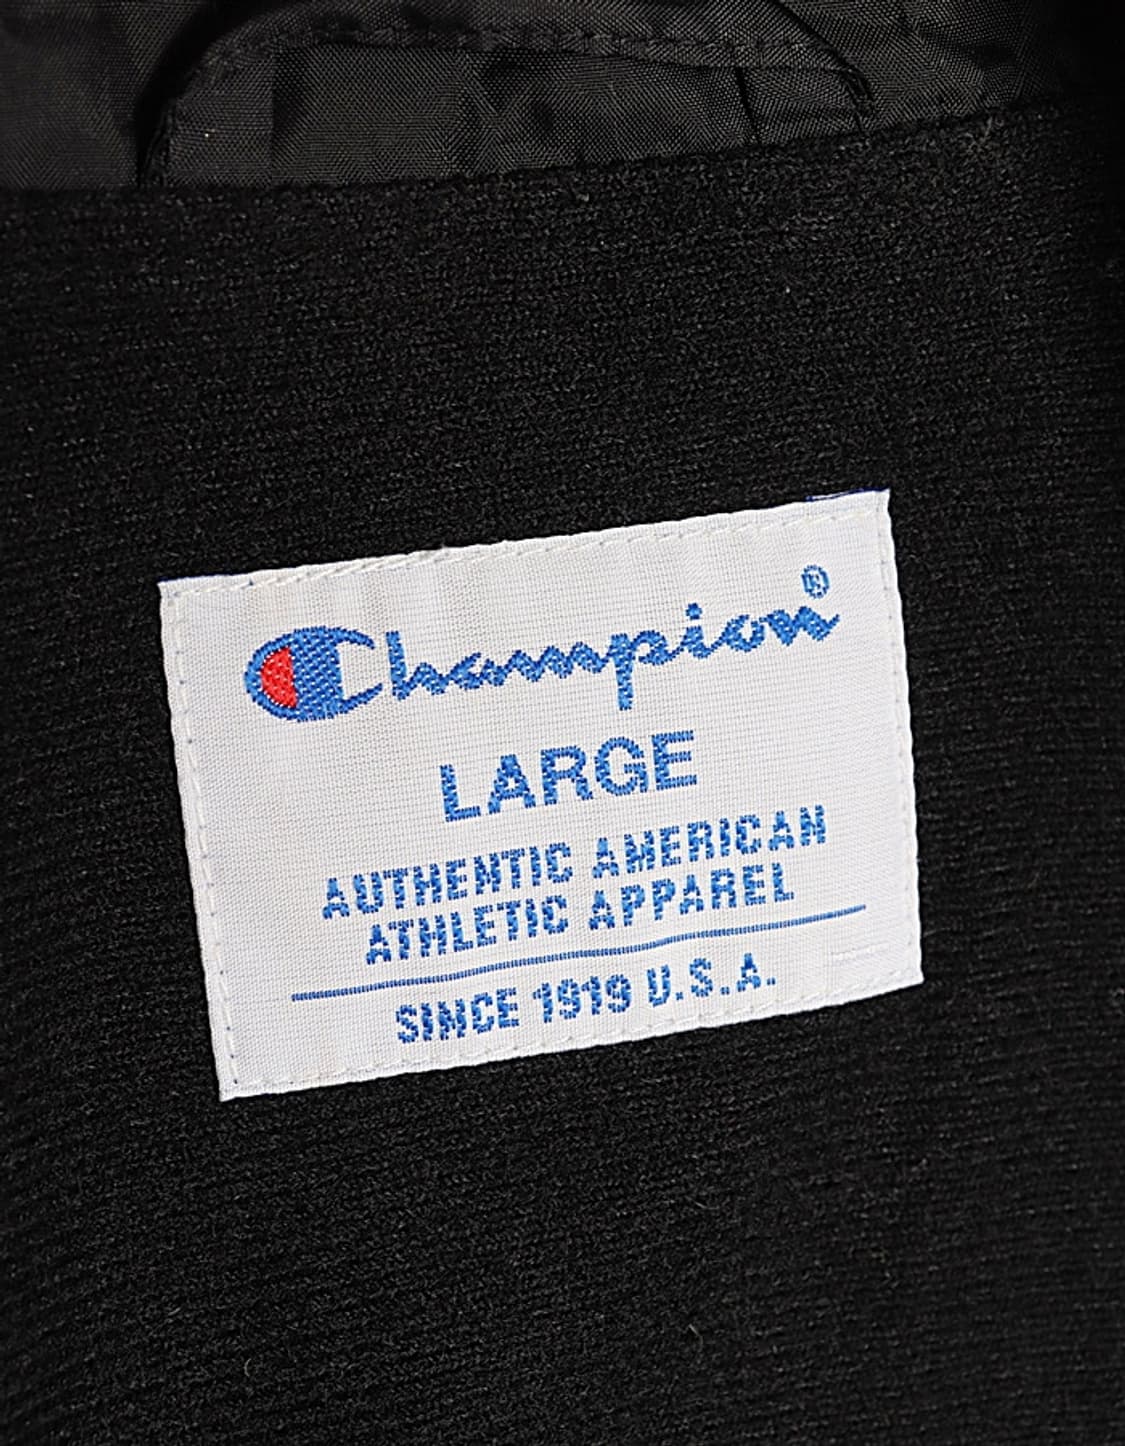 Champion®
LARGE
AUTHENTIC AMERICAN
ATHLETIC APPAREL
SINCE 1919 U.S.A.